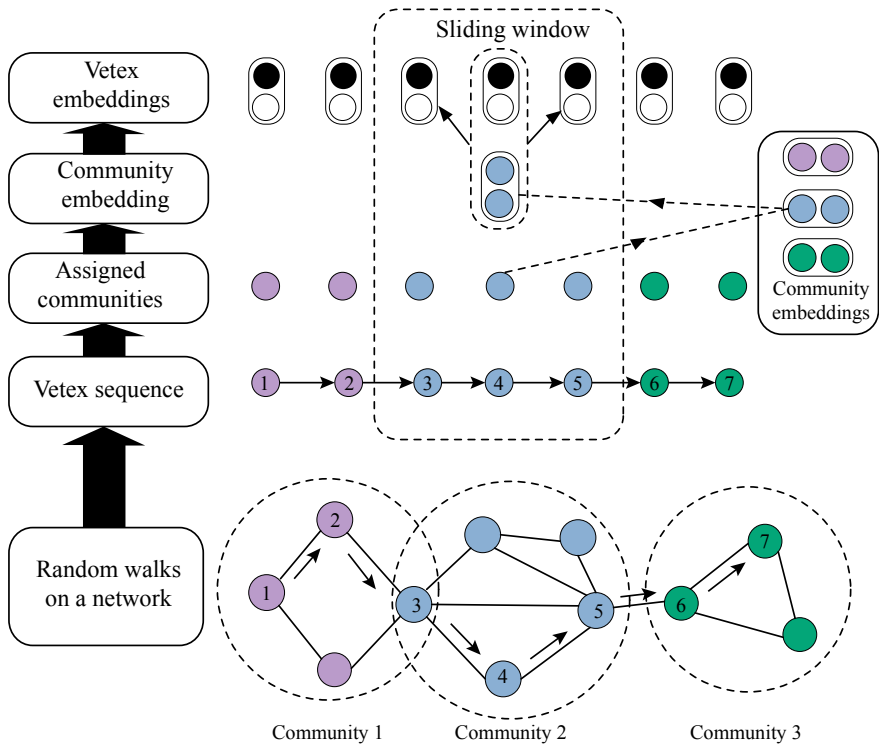 Sliding window
Vetex
embeddings
Community
embedding
Assigned
communities
Community
embeddings
Vetex sequence
1 2 3 4 5 6 7
Random walks
on a network
2
7
1
3
5
6
4
Community 1 Community 2 Community 3